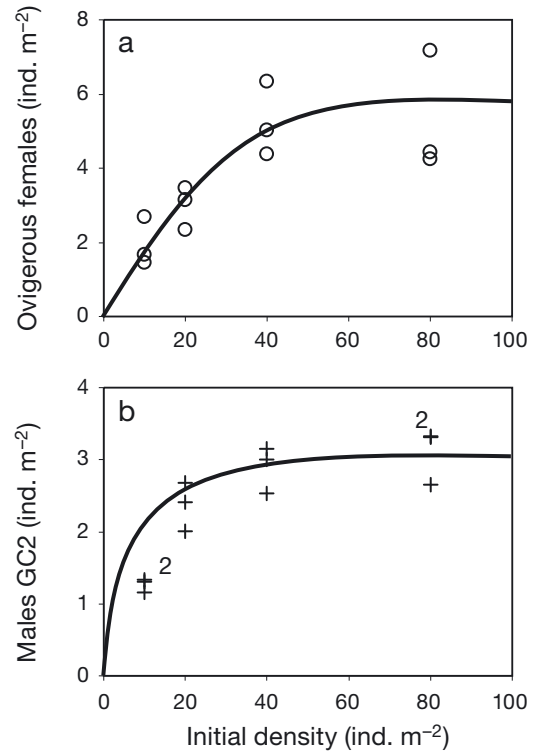 a
Ovigerous females (ind. m⁻²)
8
6
4
2
0
0 20 40 60 80 100
b
Males GC2 (ind. m⁻²)
4
3
2
1
0
2
2
0 20 40 60 80 100
Initial density (ind. m⁻²)